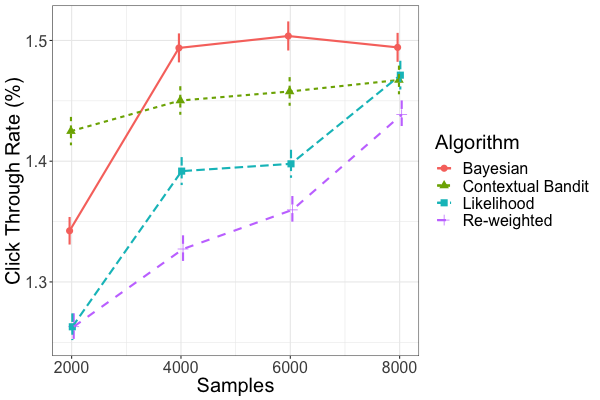 Click Through Rate (%)
1.5
1.4
1.3
2000 4000 6000 8000
Samples
Algorithm
Bayesian
Contextual Bandit
Likelihood
Re-weighted